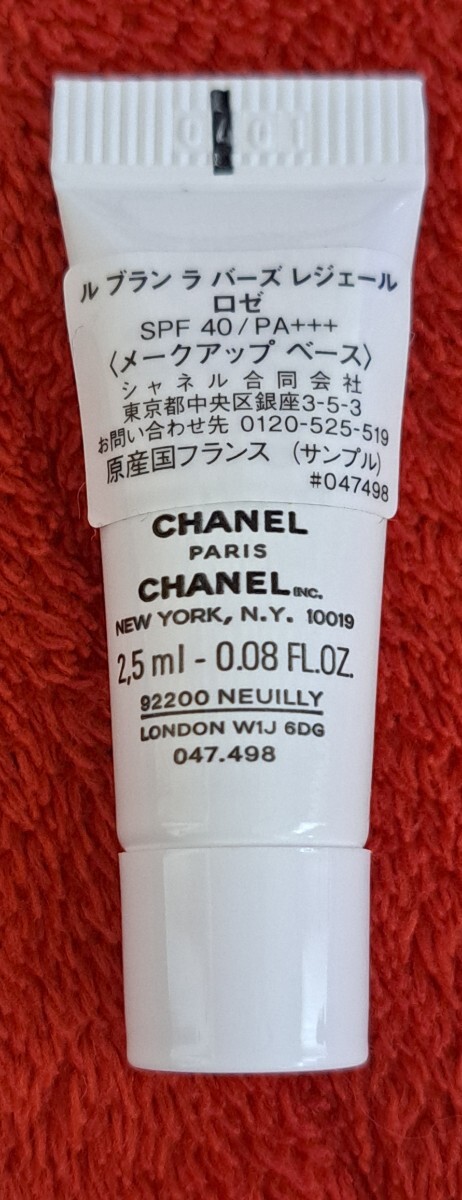 ル ブラン ラ バーズ レジェール
ロゼ
SPF 40 / PA+++
〈メークアップ ベース〉
シャネル合同会社
東京都中央区銀座3-5-3
お問い合わせ先 0120-525-519
原産国フランス (サンプル)
#047498
CHANEL
PARIS
CHANEL INC.
NEW YORK, N.Y. 10019
2,5 ml - 0.08 FL.OZ.
92200 NEUILLY
LONDON W1J 6DG
047.498